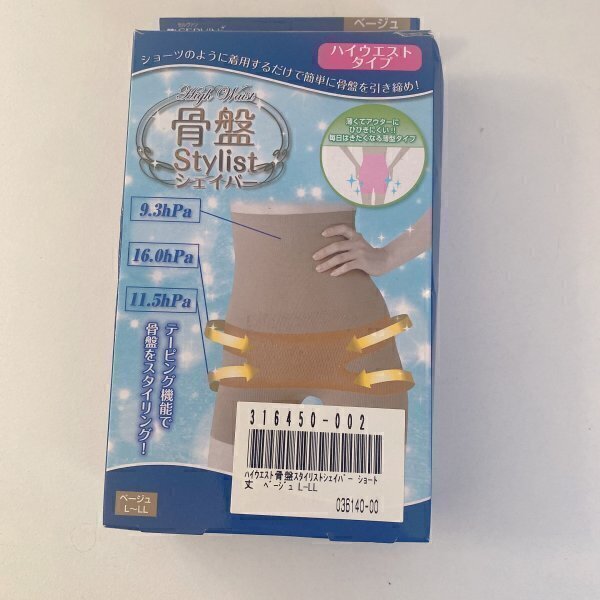 ベージュ
セルヴァン
CERVIN
ハイウエスト
タイプ
ショーツのように着用するだけで簡単に骨盤を引き締め!
High Waist
骨盤
Stylist
シェイパー
薄くてアウターに
ひびきにくい!!
毎日はきたくなる薄型タイプ
9.3hPa
16.0hPa
11.5hPa
テーピング機能で
骨盤をスタイリング!
316450-002
ハイウエスト骨盤スタイリストシェイパー ショート
丈 ベージュ L-LL
036140-00
ベージュ
L〜LL